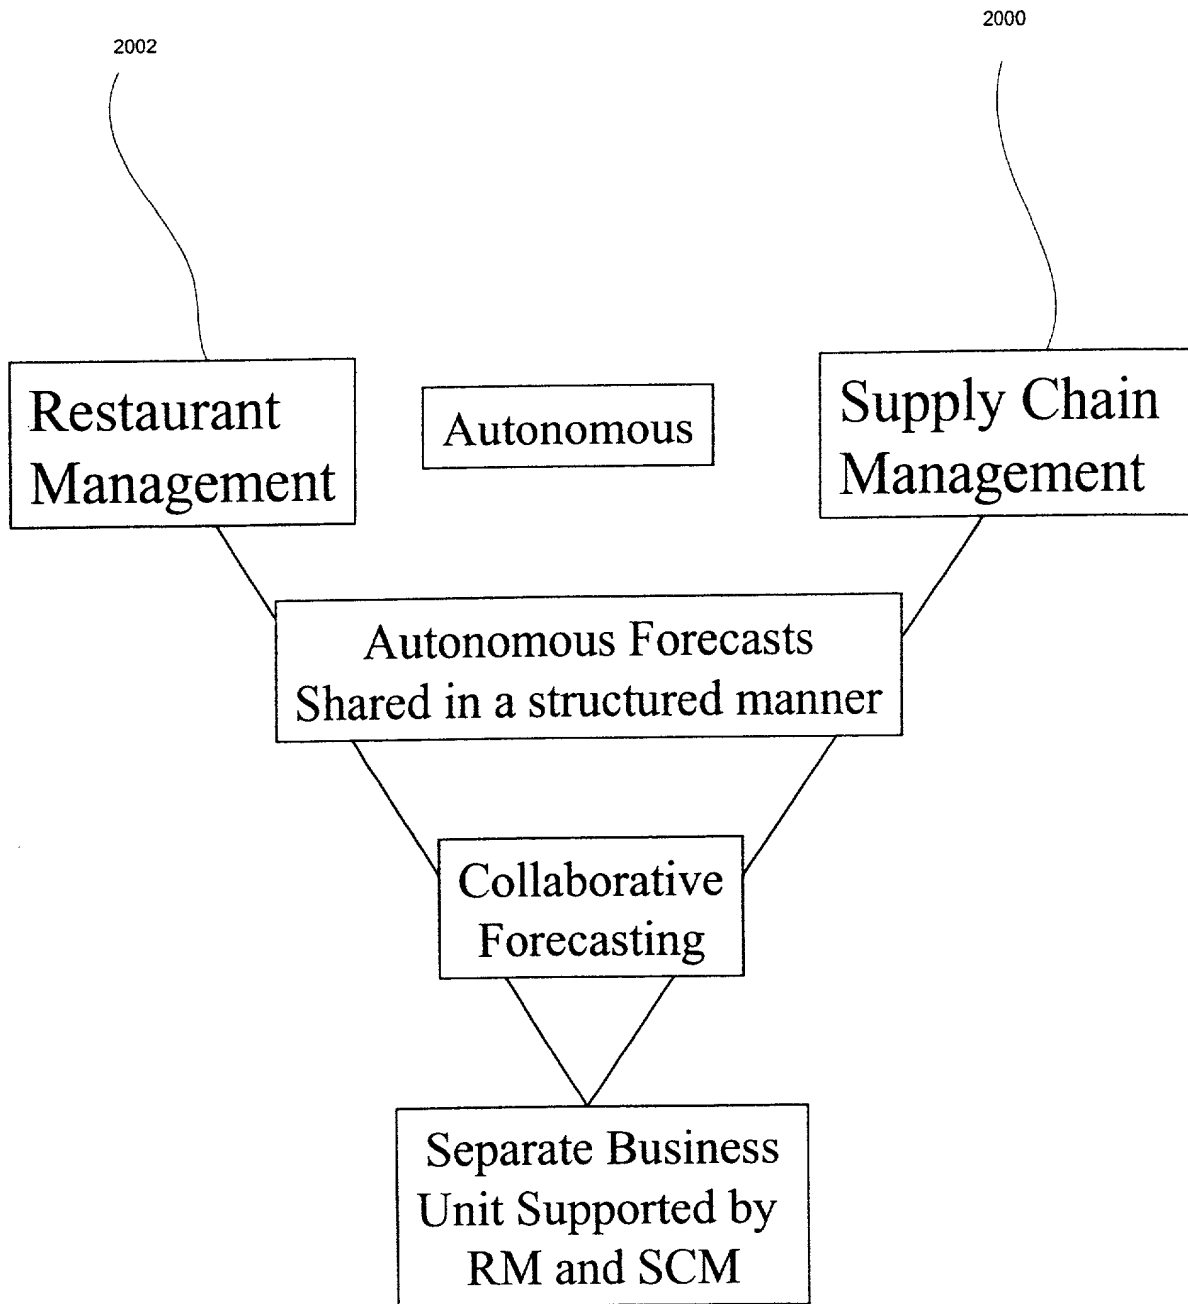 2002
2000
Restaurant
Management
Autonomous
Supply Chain
Management
Autonomous Forecasts
Shared in a structured manner
Collaborative
Forecasting
Separate Business
Unit Supported by
RM and SCM